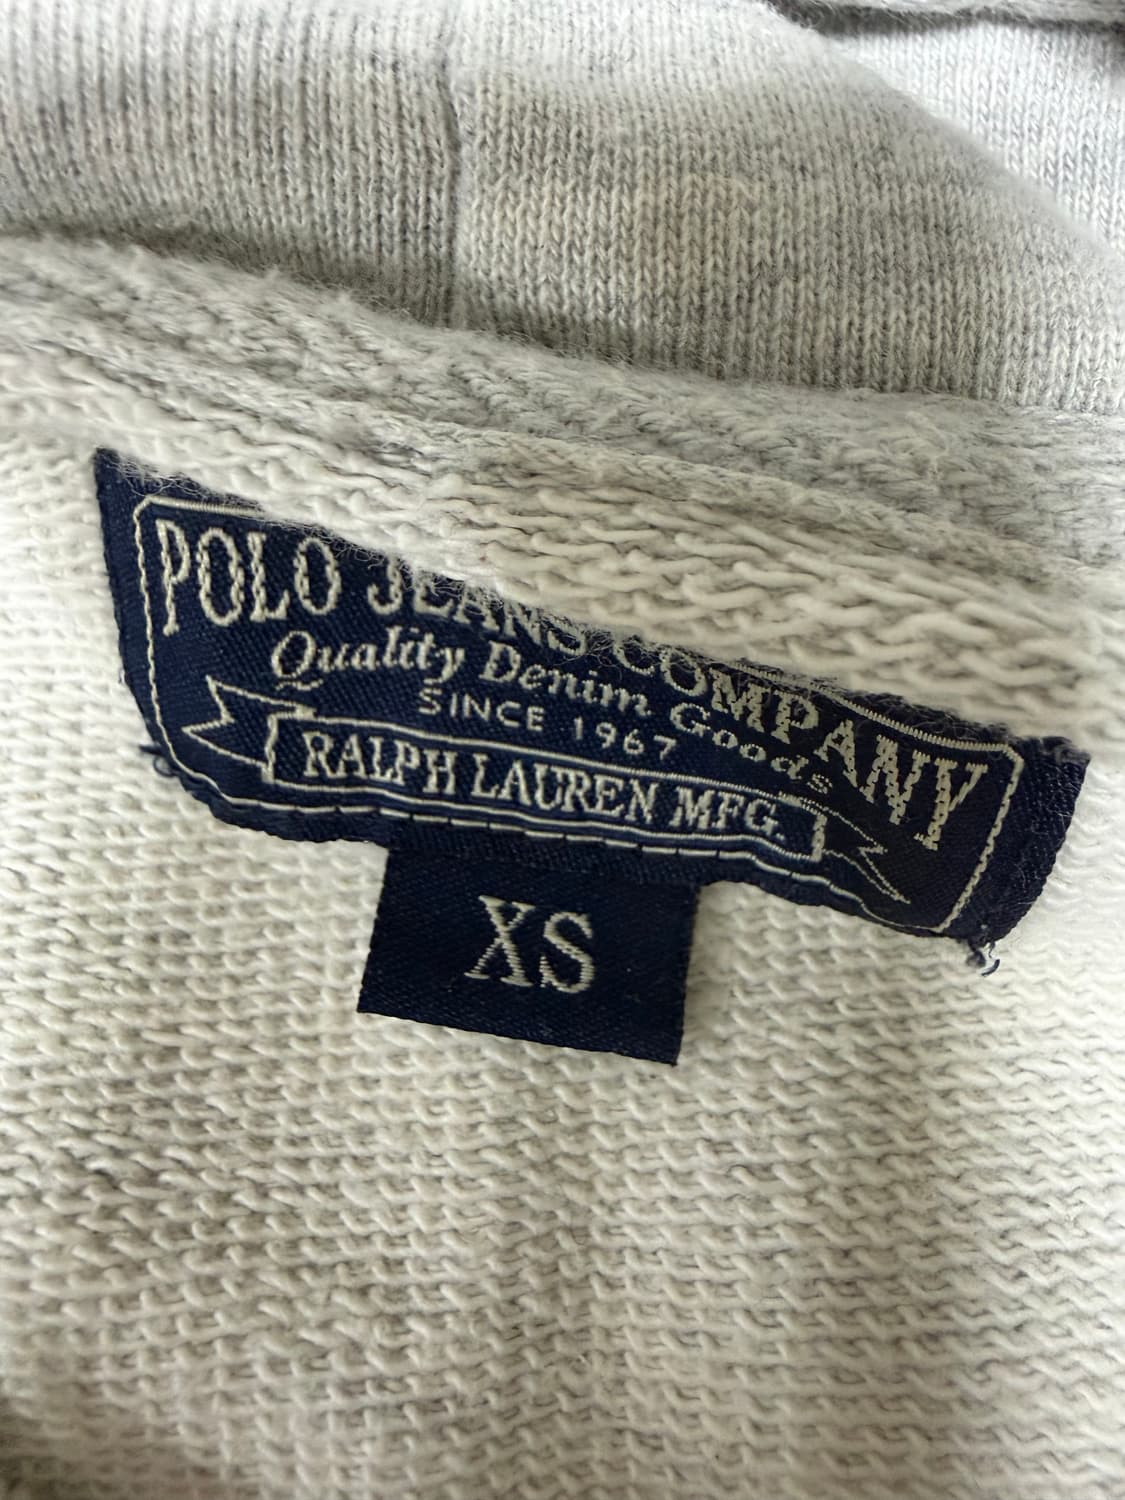 POLO JEANS COMPANY
Quality Denim Goods
SINCE 1967
RALPH LAUREN MFG.
XS